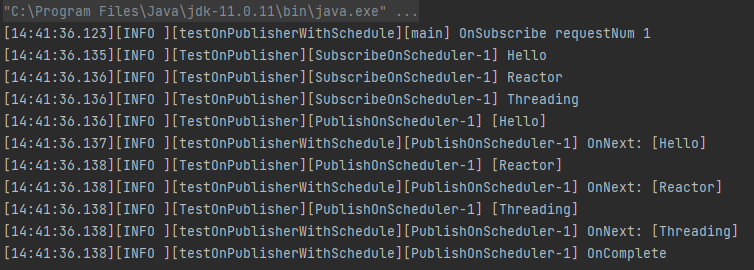 "C:\Program Files\Java\jdk-11.0.11\bin\java.exe" ...
[14:41:36.123][INFO ][testOnPublisherWithSchedule][main] OnSubscribe requestNum 1
[14:41:36.135][INFO ][TestOnPublisher][SubscribeOnScheduler-1] Hello
[14:41:36.136][INFO ][TestOnPublisher][SubscribeOnScheduler-1] Reactor
[14:41:36.136][INFO ][TestOnPublisher][SubscribeOnScheduler-1] Threading
[14:41:36.136][INFO ][TestOnPublisher][PublishOnScheduler-1] [Hello]
[14:41:36.137][INFO ][testOnPublisherWithSchedule][PublishOnScheduler-1] OnNext: [Hello]
[14:41:36.138][INFO ][TestOnPublisher][PublishOnScheduler-1] [Reactor]
[14:41:36.138][INFO ][testOnPublisherWithSchedule][PublishOnScheduler-1] OnNext: [Reactor]
[14:41:36.138][INFO ][TestOnPublisher][PublishOnScheduler-1] [Threading]
[14:41:36.138][INFO ][testOnPublisherWithSchedule][PublishOnScheduler-1] OnNext: [Threading]
[14:41:36.138][INFO ][testOnPublisherWithSchedule][PublishOnScheduler-1] OnComplete